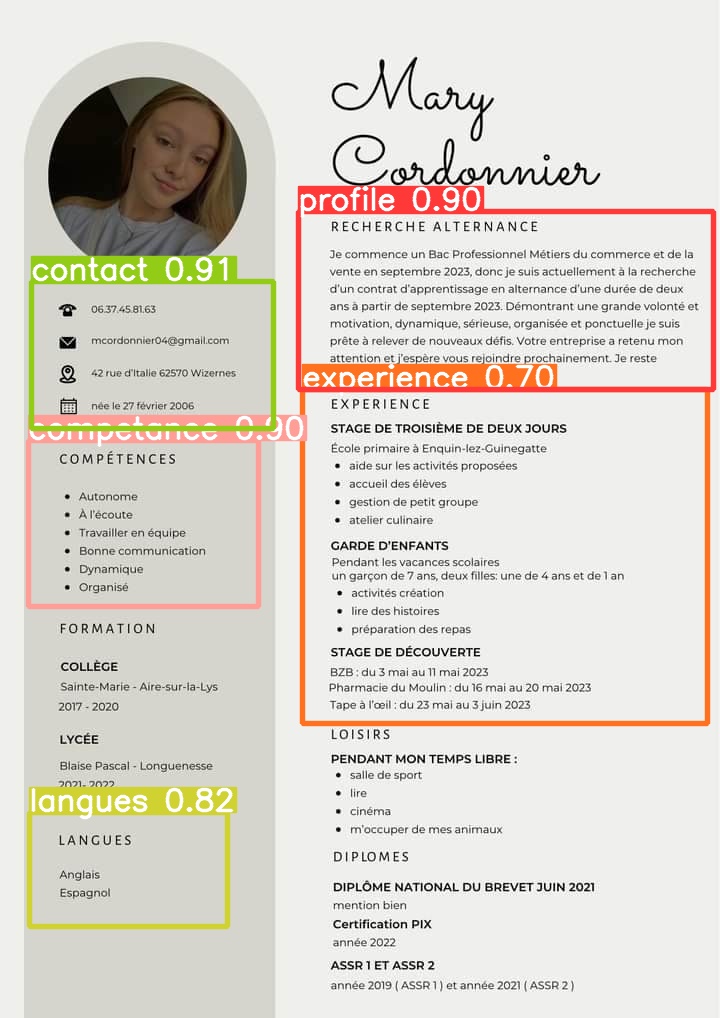 Mary
Cordonnier
profile 0.90
RECHERCHE ALTERNANCE
Je commence un Bac Professionnel Métiers du commerce et de la
vente en septembre 2023, donc je suis actuellement à la recherche
d'un contrat d'apprentissage en alternance d'une durée de deux
ans à partir de septembre 2023. Démontrant une grande volonté et
motivation, dynamique, sérieuse, organisée et ponctuelle je suis
prête à relever de nouveaux défis. Votre entreprise a retenu mon
attention et j'espère vous rejoindre prochainement. Je reste
contact 0.91
06.37.45.81.63
mcordonnier04@gmail.com
42 rue d'Italie 62570 Wizernes
née le 27 février 2006
competance 0.90
COMPÉTENCES
• Autonome
• À l'écoute
• Travailler en équipe
• Bonne communication
• Dynamique
• Organisé
FORMATION
COLLÈGE
Sainte-Marie - Aire-sur-la-Lys
2017 - 2020
LYCÉE
Blaise Pascal - Longuenesse
2021- 2022
langues 0.82
LANGUES
Anglais
Espagnol
experience 0.70
EXPERIENCE
STAGE DE TROISIÈME DE DEUX JOURS
École primaire à Enquin-lez-Guinegatte
• aide sur les activités proposées
• accueil des élèves
• gestion de petit groupe
• atelier culinaire
GARDE D'ENFANTS
Pendant les vacances scolaires
un garçon de 7 ans, deux filles: une de 4 ans et de 1 an
• activités création
• lire des histoires
• préparation des repas
STAGE DE DÉCOUVERTE
BZB : du 3 mai au 11 mai 2023
Pharmacie du Moulin : du 16 mai au 20 mai 2023
Tape à l'œil : du 23 mai au 3 juin 2023
LOISIRS
PENDANT MON TEMPS LIBRE :
• salle de sport
• lire
• cinéma
• m'occuper de mes animaux
DIPLOMES
DIPLÔME NATIONAL DU BREVET JUIN 2021
mention bien
Certification PIX
année 2022
ASSR 1 ET ASSR 2
année 2019 ( ASSR 1 ) et année 2021 ( ASSR 2 )